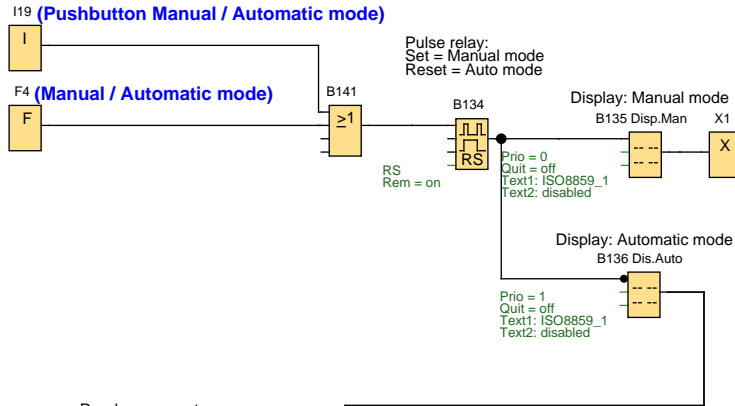 I19 (Pushbutton Manual / Automatic mode)
I
F4 (Manual / Automatic mode)
F
B141
≥1
Pulse relay:
Set = Manual mode
Reset = Auto mode
B134
RS
RS
Rem = on
Display: Manual mode
B135 Disp.Man
X1
X
Prio = 0
Quit = off
Text1: ISO8859_1
Text2: disabled
Display: Automatic mode
B136 Dis.Auto
Prio = 1
Quit = off
Text1: ISO8859_1
Text2: disabled